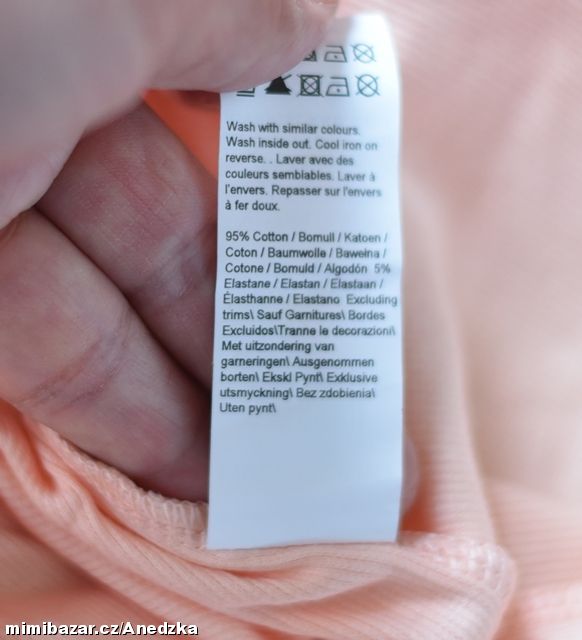 Wash with similar colours.
Wash inside out. Cool iron on
reverse. . Laver avec des
couleurs semblables. Laver à
l'envers. Repasser sur l'envers
à fer doux.
95% Cotton / Bomull / Katoen /
Coton / Baumwolle / Bawełna /
Cotone / Bomuld / Algodón 5%
Elastane / Elastan / Elastaan /
Élasthanne / Elastano Excluding
trims\ Sauf Garnitures\ Bordes
Excluidos\Tranne le decorazioni\
Met uitzondering van
garneringen\ Ausgenommen
borten\ Ekskl Pynt\ Exklusive
utsmyckning\ Bez zdobienia\
Uten pynt\
mimibazar.cz/Anedzka